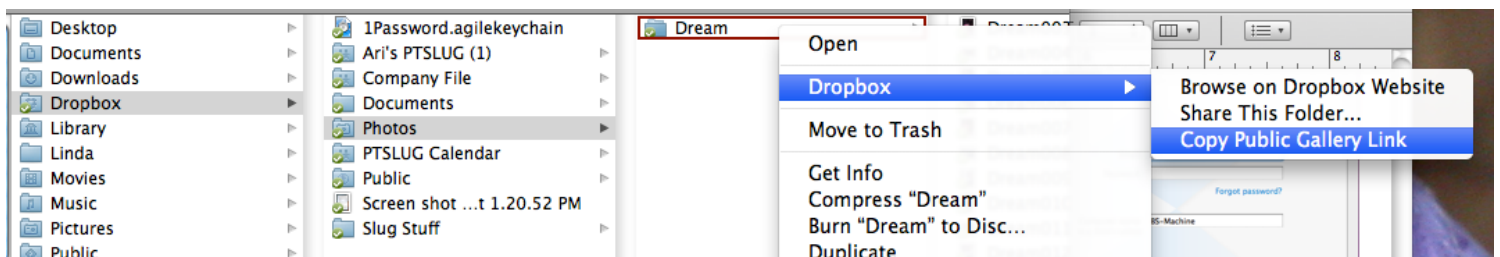 Desktop
Documents
Downloads
Dropbox
Library
Linda
Movies
Music
Pictures
Public
1Password.agilekeychain
Ari's PTSLUG (1)
Company File
Documents
Photos
PTSLUG Calendar
Public
Screen shot ...t 1.20.52 PM
Slug Stuff
Dream
Open
Dropbox
Move to Trash
Get Info
Compress “Dream”
Burn “Dream” to Disc...
Duplicate
7 8
Browse on Dropbox Website
Share This Folder...
Copy Public Gallery Link
Forgot password?